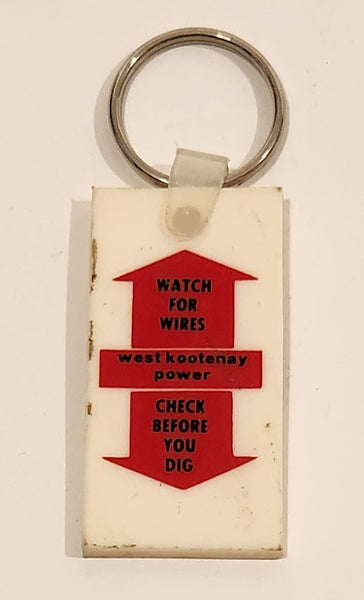 WATCH
FOR
WIRES
west kootenay
power
CHECK
BEFORE
YOU
DIG